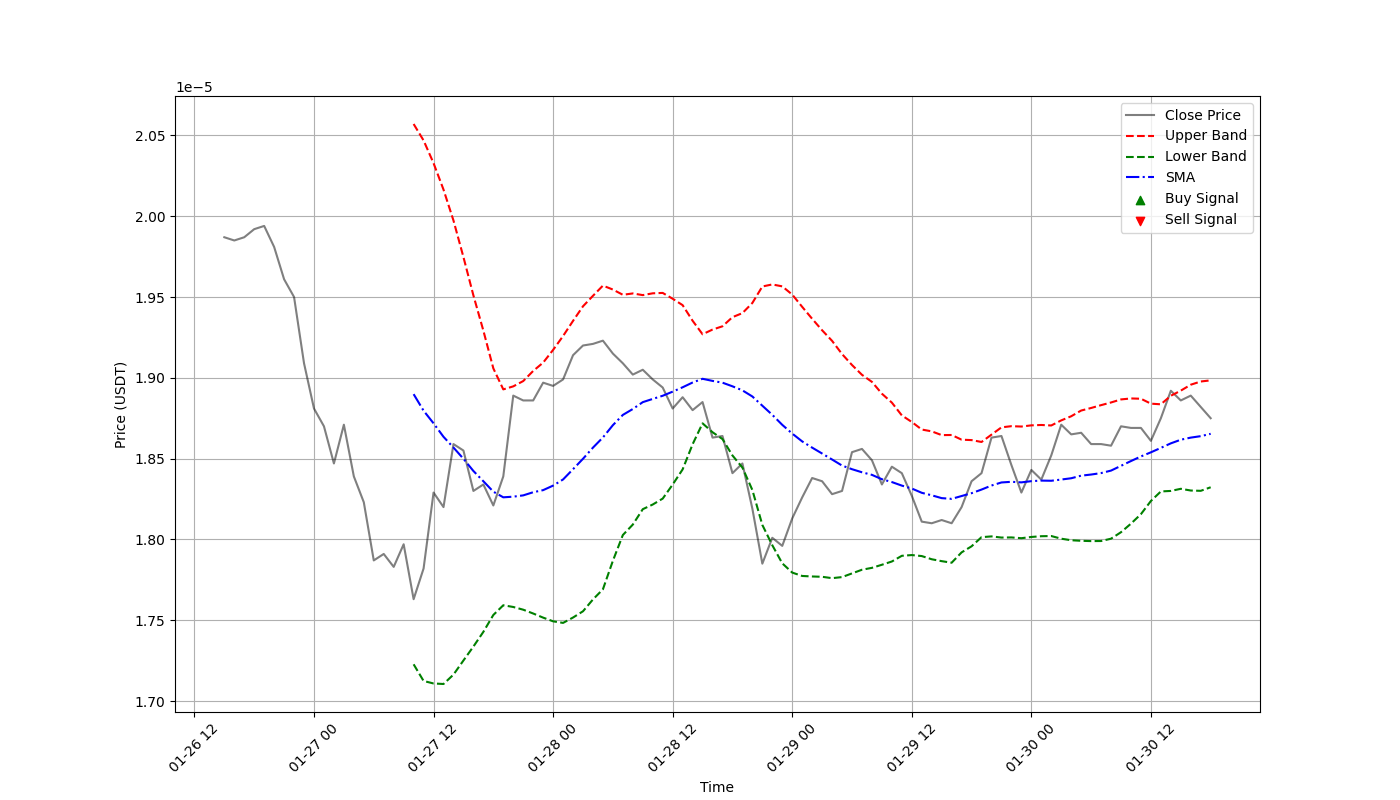 1e−5
2.05
2.00
1.95
1.90
1.85
1.80
1.75
1.70
Price (USDT)
Close Price
Upper Band
Lower Band
SMA
Buy Signal
Sell Signal
01-26 12
01-27 00
01-27 12
01-28 00
01-28 12
01-29 00
01-29 12
01-30 00
01-30 12
Time